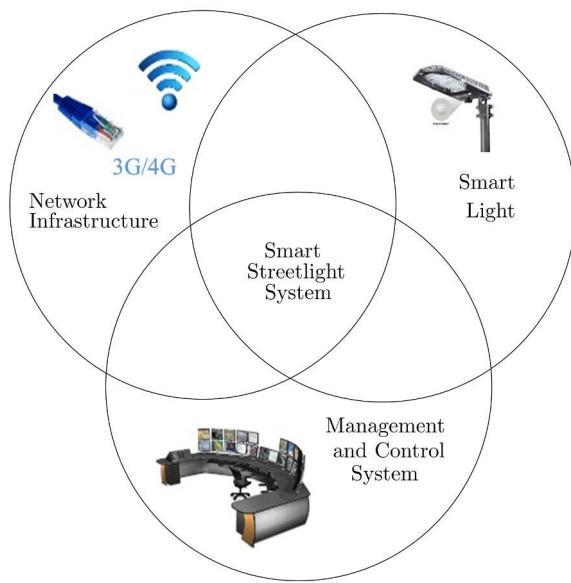 3G/4G
Network
Infrastructure
Smart
Light
Smart
Streetlight
System
Management
and Control
System